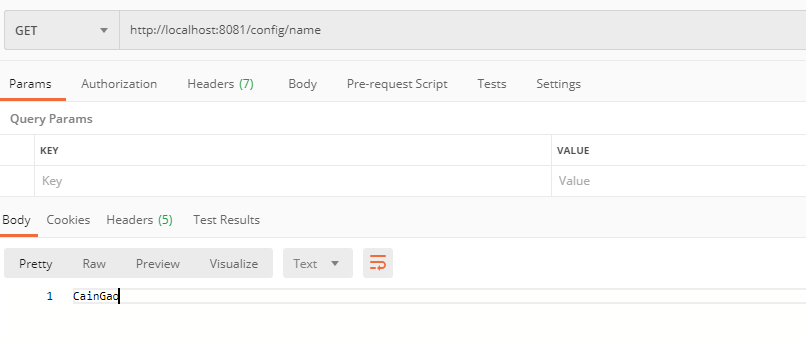 GET http://localhost:8081/config/name
Params Authorization Headers (7) Body Pre-request Script Tests Settings
Query Params
KEY VALUE
Key Value
Body Cookies Headers (5) Test Results
Pretty Raw Preview Visualize Text
1 CainGao